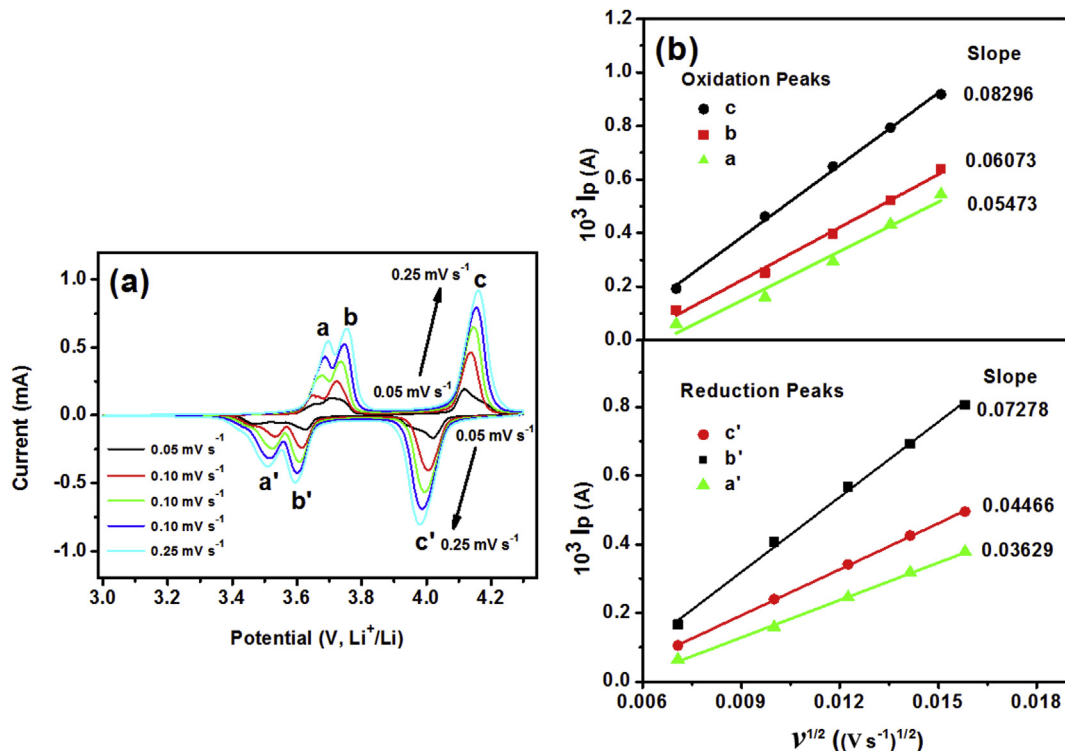 (a)
0.25 mV s⁻¹
c
a
b
0.05 mV s⁻¹
0.05 mV s⁻¹
0.05 mV s⁻
0.10 mV s⁻¹
0.10 mV s⁻¹
0.10 mV s⁻¹
0.25 mV s⁻¹
a'
b'
c'
0.25 mV s⁻¹
1.0
0.5
0.0
-0.5
-1.0
Current (mA)
3.0 3.2 3.4 3.6 3.8 4.0 4.2
Potential (V, Li⁺/Li)
(b)
Slope
Oxidation Peaks
c
b
a
0.08296
0.06073
0.05473
1.2
1.0
0.8
0.6
0.4
0.2
0.0
10³ Ip (A)
Slope
Reduction Peaks
c'
b'
a'
0.07278
0.04466
0.03629
0.8
0.6
0.4
0.2
0.0
10³ Ip (A)
0.006 0.009 0.012 0.015 0.018
ν¹ᐟ² ((V s⁻¹)¹ᐟ²)